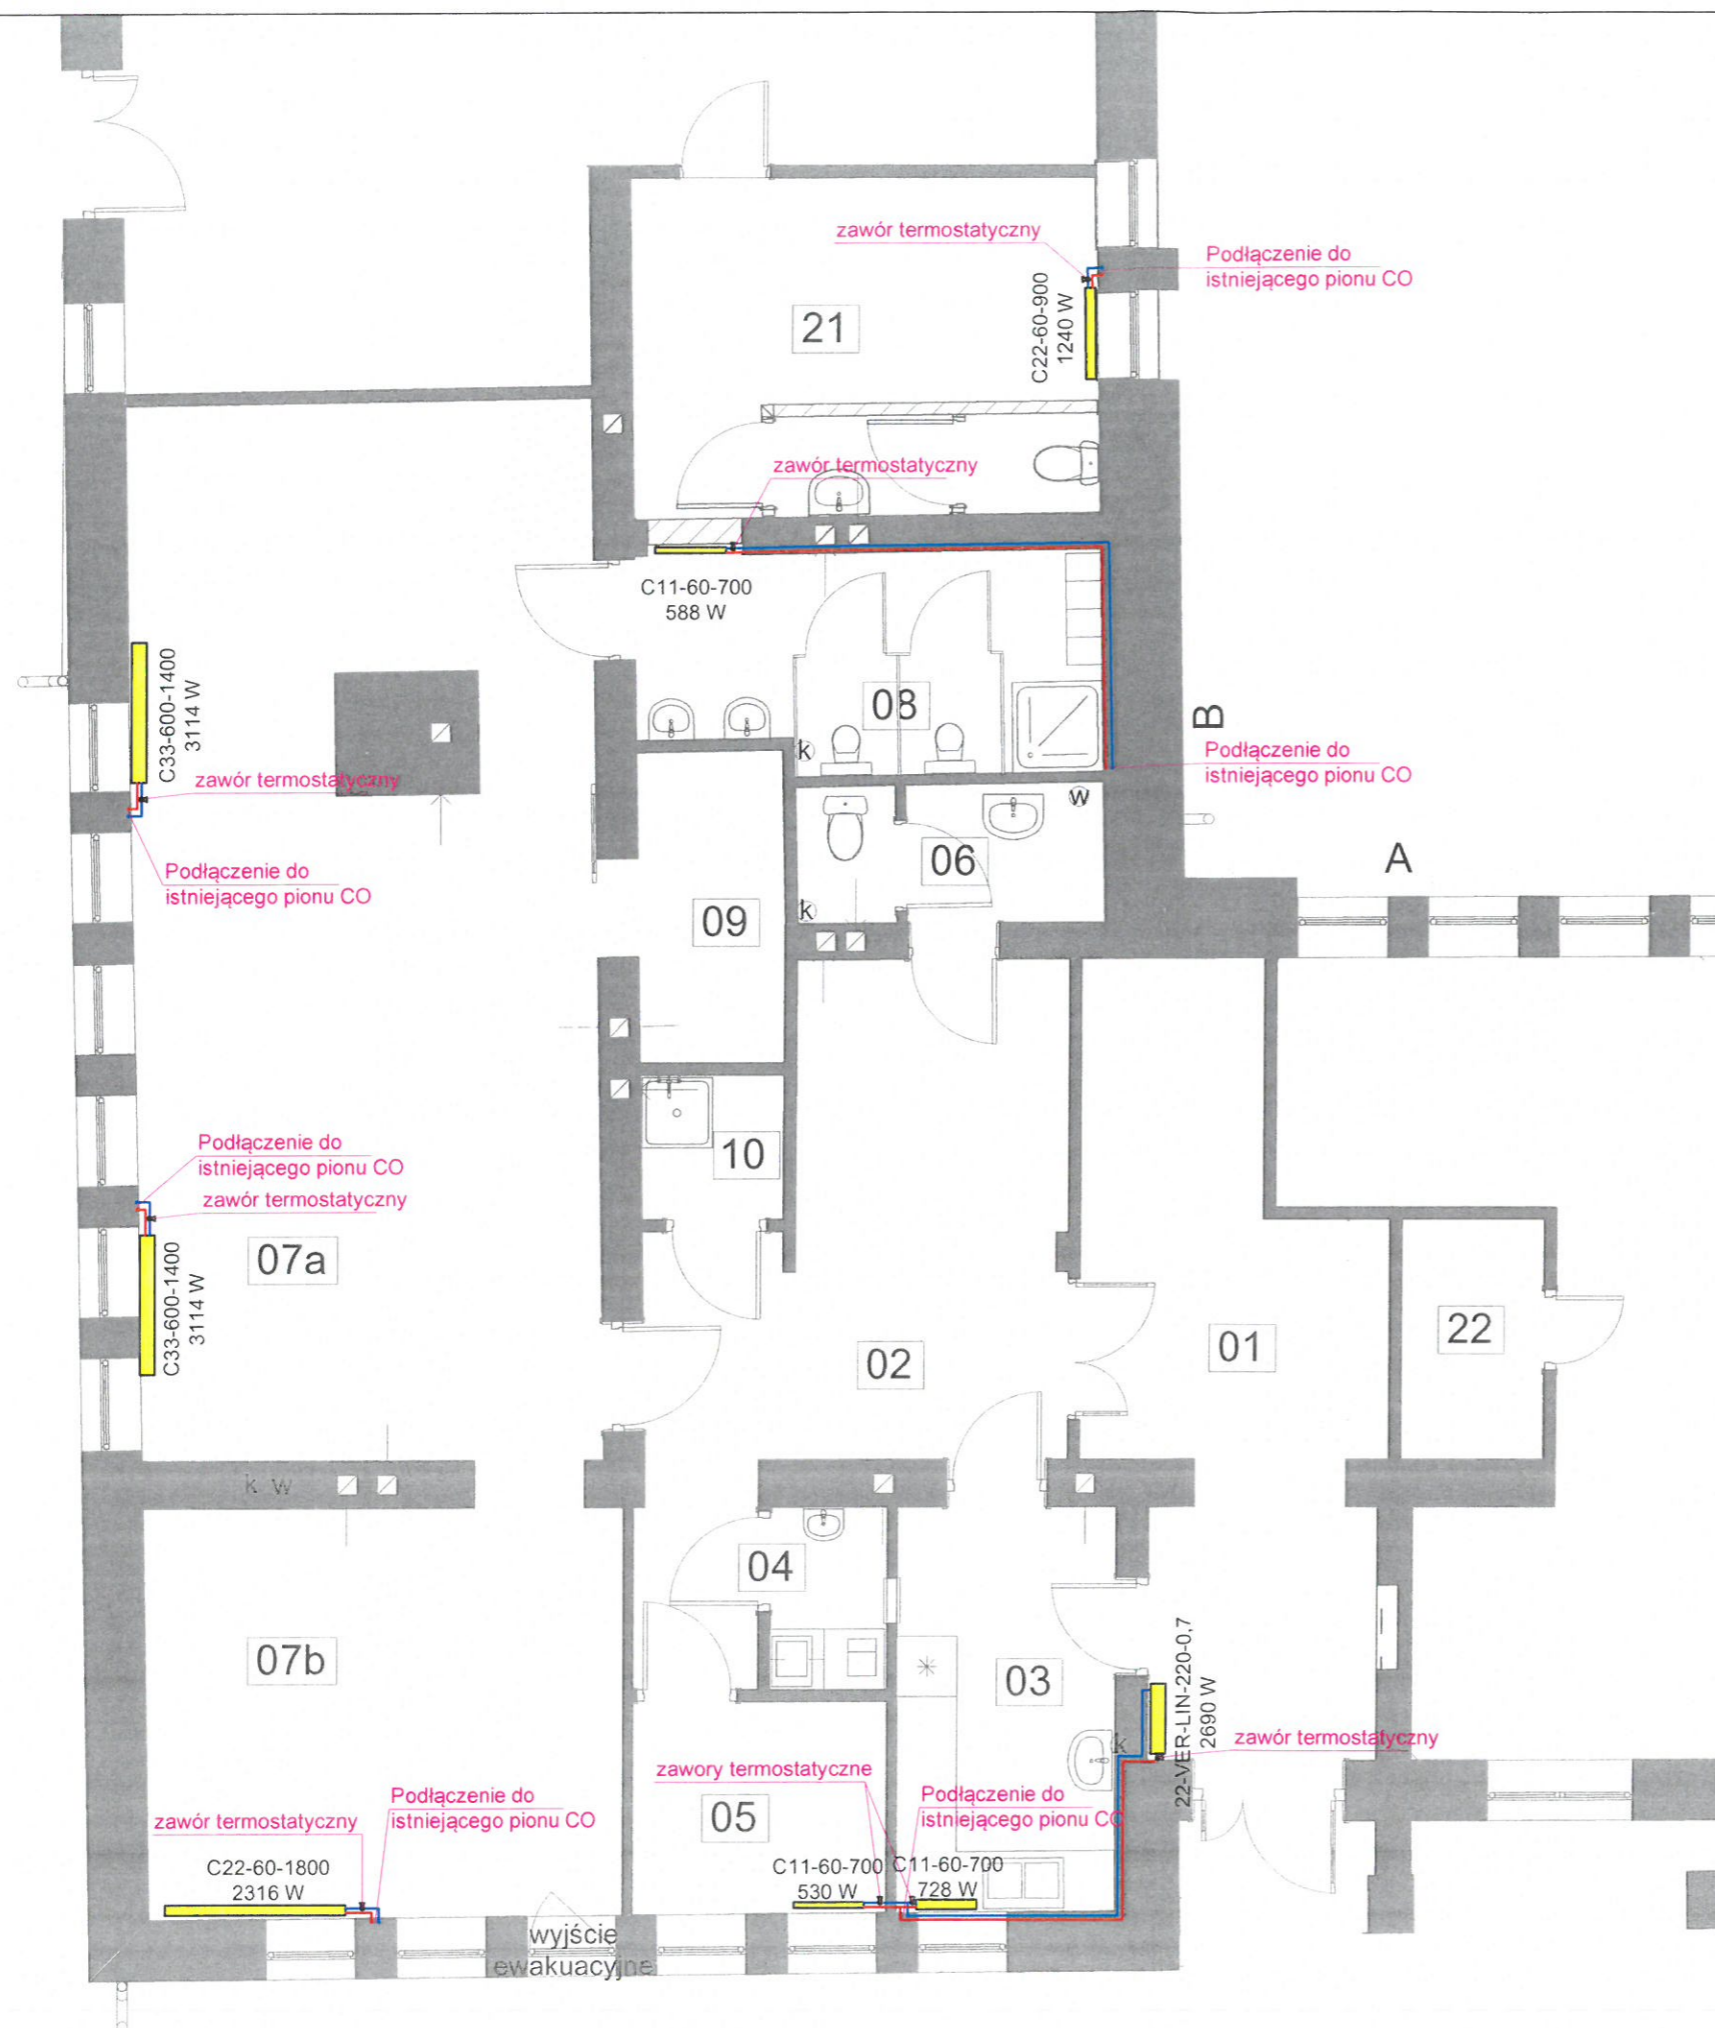 zawór termostatyczny
Podłączenie do
istniejącego pionu CO
C22-60-900
1240 W
21
zawór termostatyczny
C11-60-700
588 W
C33-600-1400
3114 W
zawór termostatyczny
Podłączenie do
istniejącego pionu CO
08
k
B
Podłączenie do
istniejącego pionu CO
w
06
k
A
09
10
Podłączenie do
istniejącego pionu CO
zawór termostatyczny
07a
C33-600-1400
3114 W
02
01
22
k w
04
07b
03
k
22-VER-LIN-220-0,7
2690 W
zawór termostatyczny
zawory termostatyczne
05
Podłączenie do
istniejącego pionu CO
Podłączenie do
istniejącego pionu CO
zawór termostatyczny
C22-60-1800
2316 W
C11-60-700
530 W
C11-60-700
728 W
wyjście
ewakuacyjne